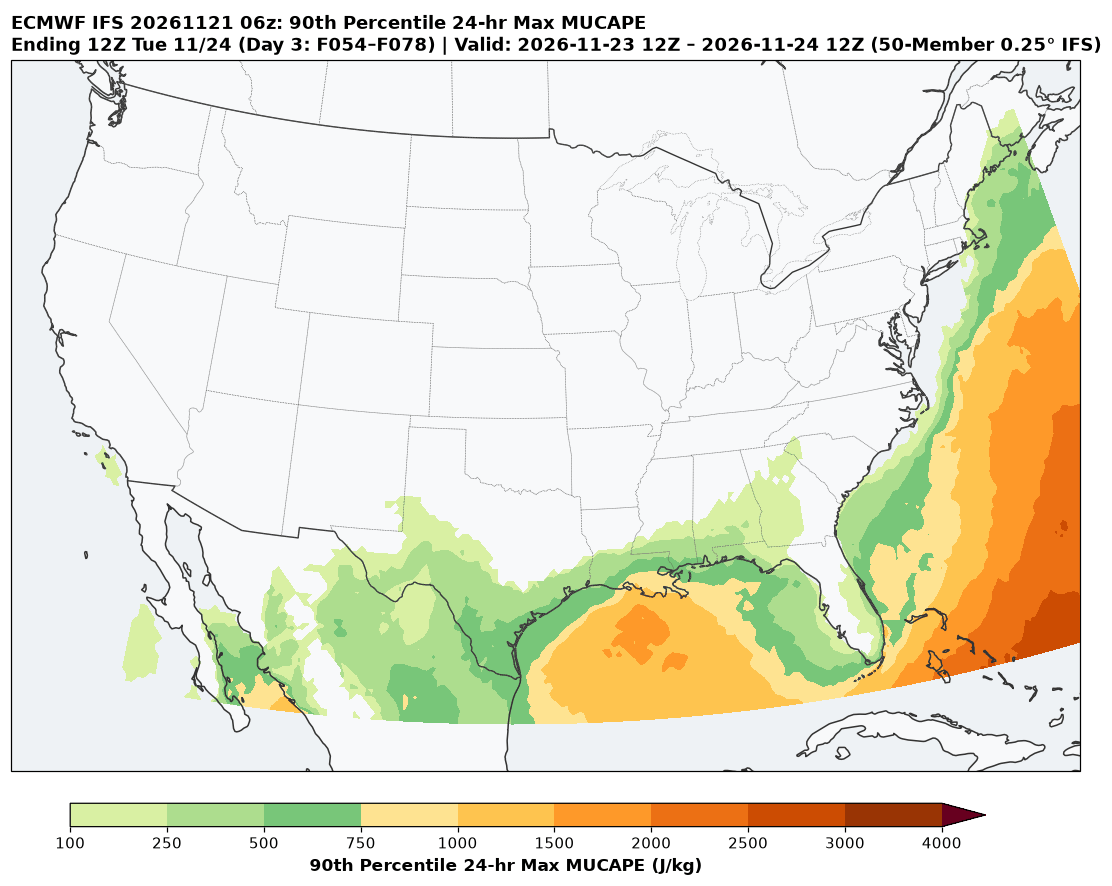 ECMWF IFS 20261121 06z: 90th Percentile 24-hr Max MUCAPE
Ending 12Z Tue 11/24 (Day 3: F054–F078) | Valid: 2026-11-23 12Z – 2026-11-24 12Z (50-Member 0.25° IFS)
100 250 500 750 1000 1500 2000 2500 3000 4000
90th Percentile 24-hr Max MUCAPE (J/kg)